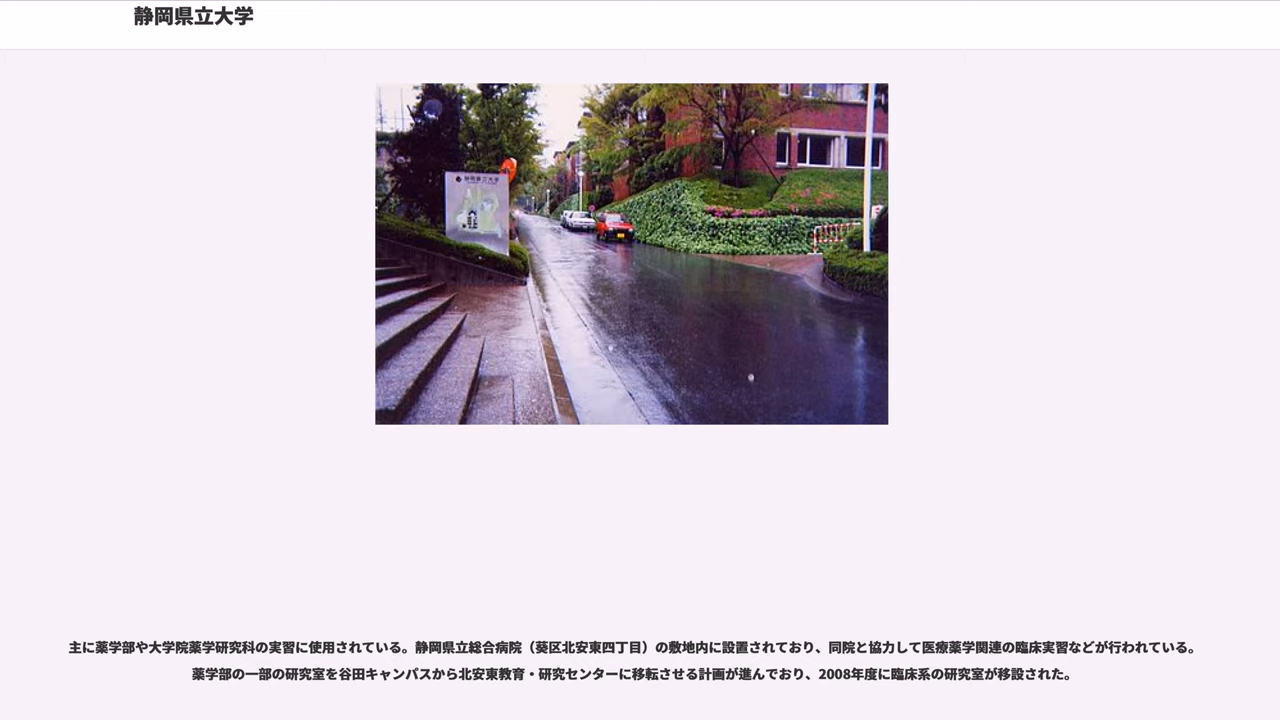 静岡県立大学
静岡県立大学
主に薬学部や大学院薬学研究科の実習に使用されている。静岡県立総合病院（葵区北安東四丁目）の敷地内に設置されており、同院と協力して医療薬学関連の臨床実習などが行われている。
薬学部の一部の研究室を谷田キャンパスから北安東教育・研究センターに移転させる計画が進んでおり、2008年度に臨床系の研究室が移設された。